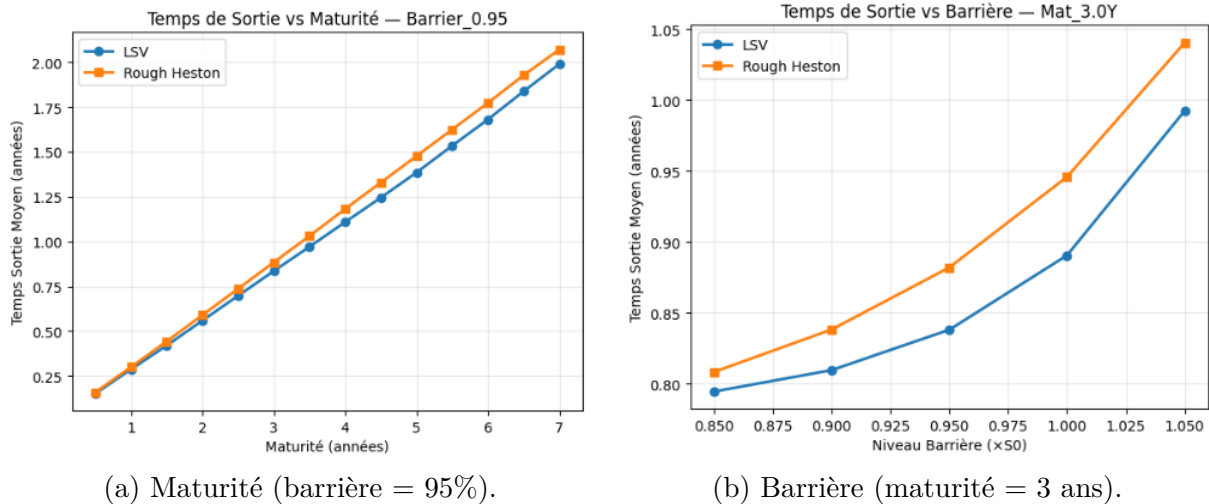 Temps de Sortie vs Maturité — Barrier_0.95
LSV
Rough Heston
2.00
1.75
1.50
1.25
1.00
0.75
0.50
0.25
Temps Sortie Moyen (années)
1 2 3 4 5 6 7
Maturité (années)
(a) Maturité (barrière = 95%).
Temps de Sortie vs Barrière — Mat_3.0Y
LSV
Rough Heston
1.05
1.00
0.95
0.90
0.85
0.80
Temps Sortie Moyen (années)
0.850 0.875 0.900 0.925 0.950 0.975 1.000 1.025 1.050
Niveau Barrière (×S0)
(b) Barrière (maturité = 3 ans).